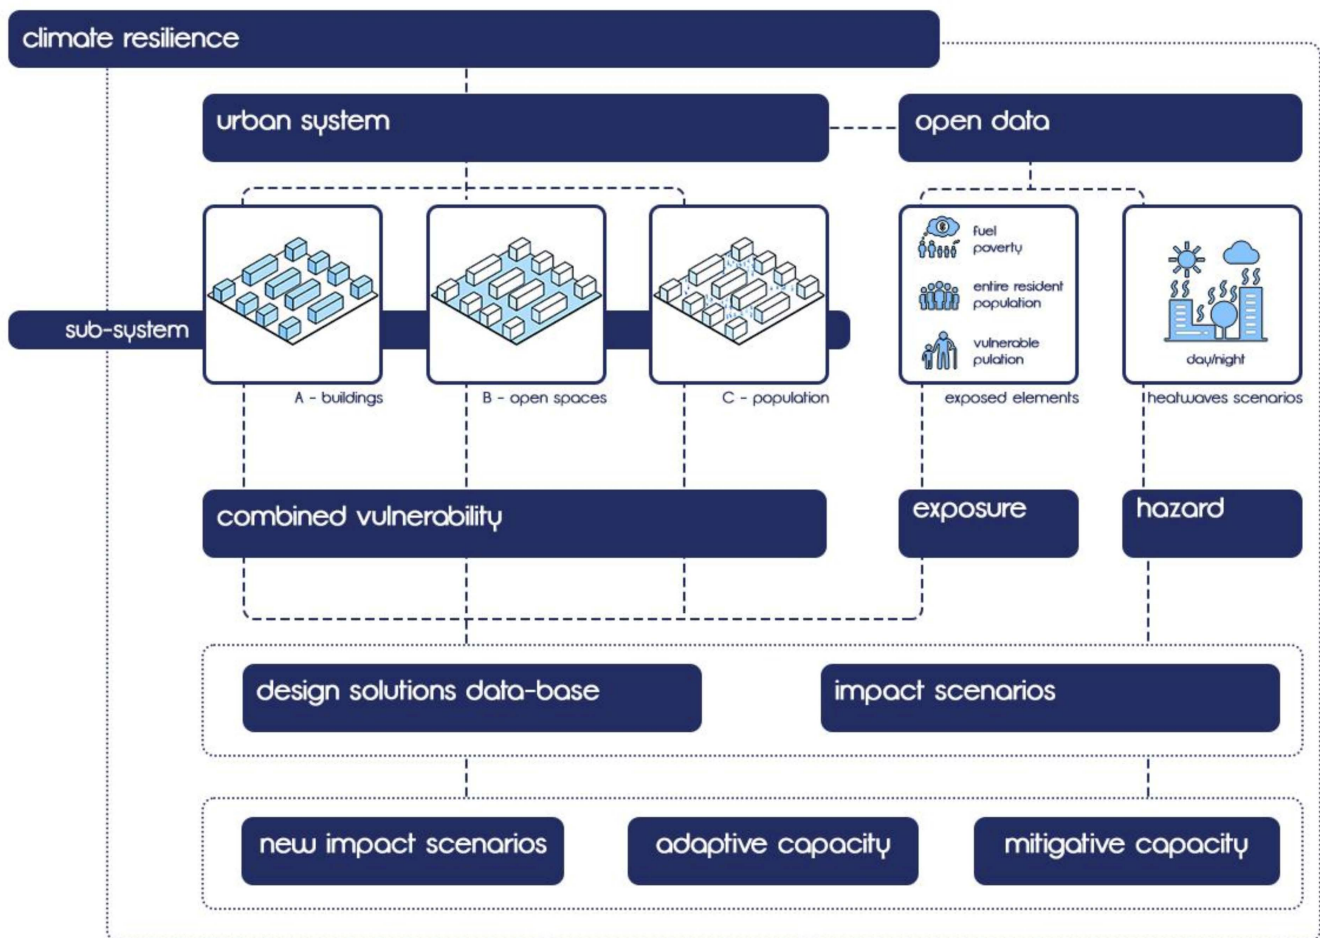 climate resilience
urban system
open data
fuel
poverty
entire resident
population
vulnerable
pulation
day/night
sub-system
A - buildings
B - open spaces
C - population
exposed elements
heatwaves scenarios
combined vulnerability
exposure
hazard
design solutions data-base
impact scenarios
new impact scenarios
adaptive capacity
mitigative capacity